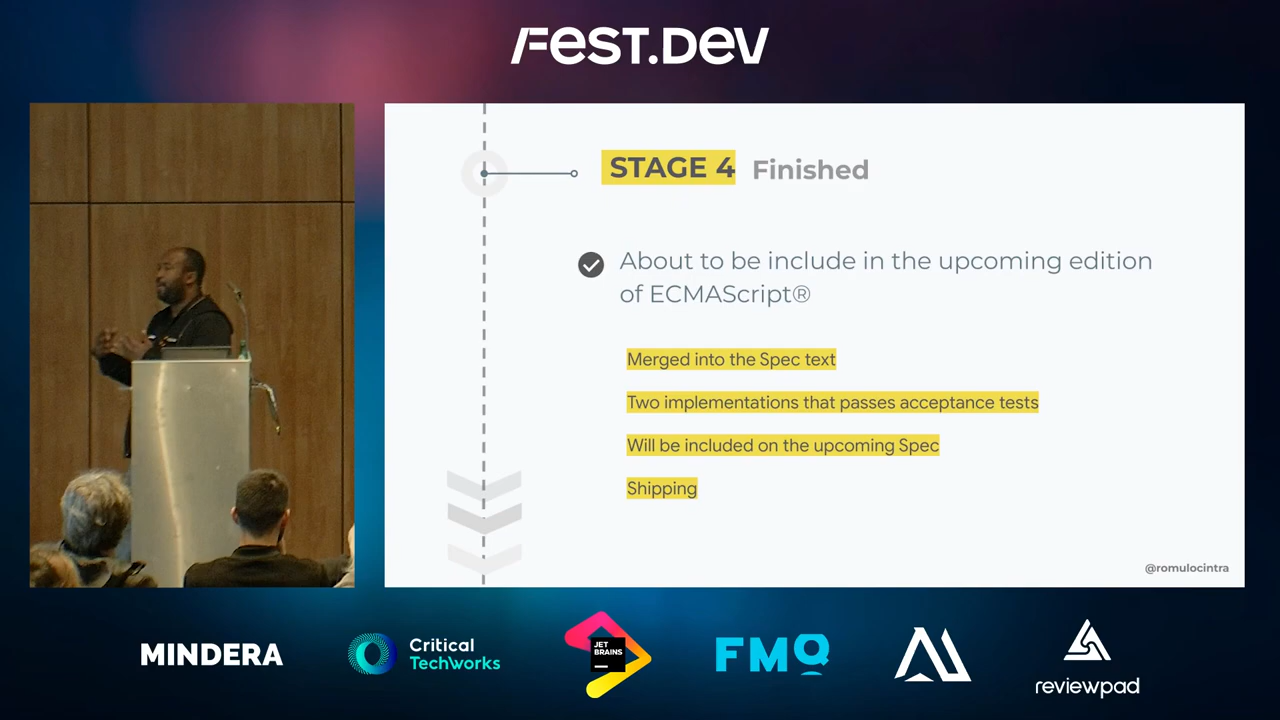 FEST.DEV
STAGE 4 Finished
About to be include in the upcoming edition
of ECMAScript®
Merged into the Spec text
Two implementations that passes acceptance tests
Will be included on the upcoming Spec
Shipping
@romulocintra
MINDERA
Critical
TechWorks
JET
BRAINS
FMQ
reviewpad